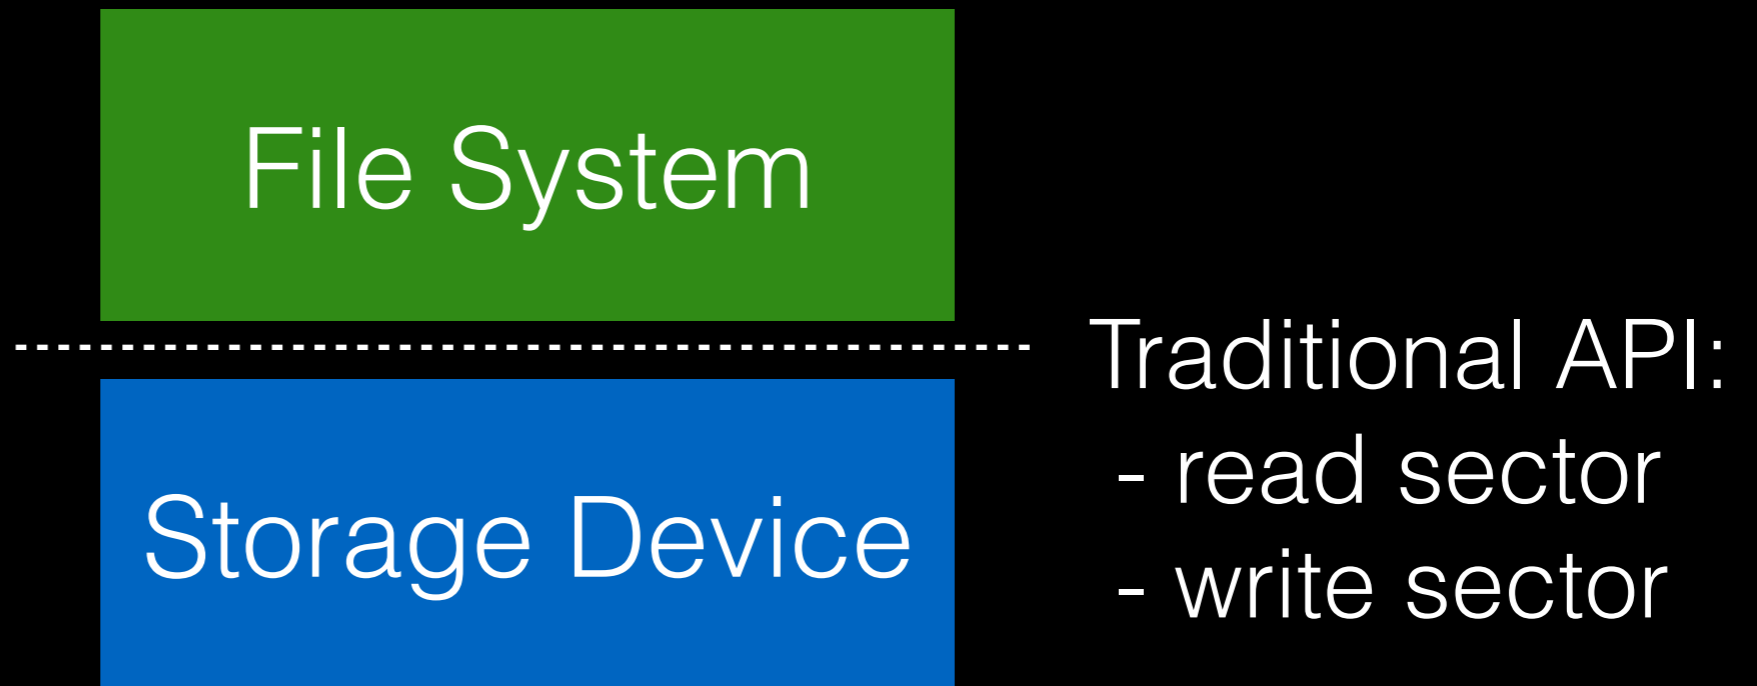 File System
Storage Device
Traditional API:
- read sector
- write sector